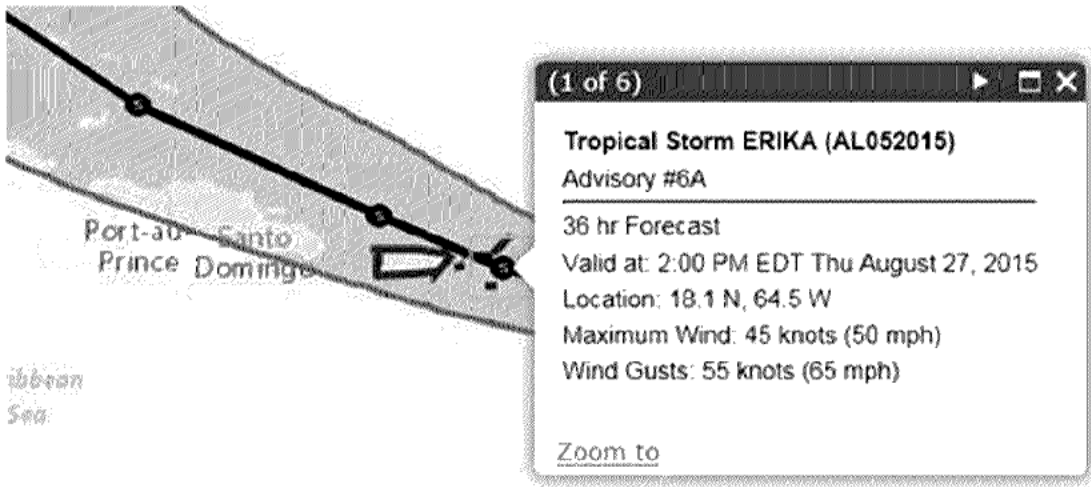 (1 of 6)
Tropical Storm ERIKA (AL052015)
Advisory #6A
36 hr Forecast
Valid at: 2:00 PM EDT Thu August 27, 2015
Location: 18.1 N, 64.5 W
Maximum Wind: 45 knots (50 mph)
Wind Gusts: 55 knots (65 mph)
Zoom to
Port-au-
Prince
Santo
Domingo
ibbean
Sea